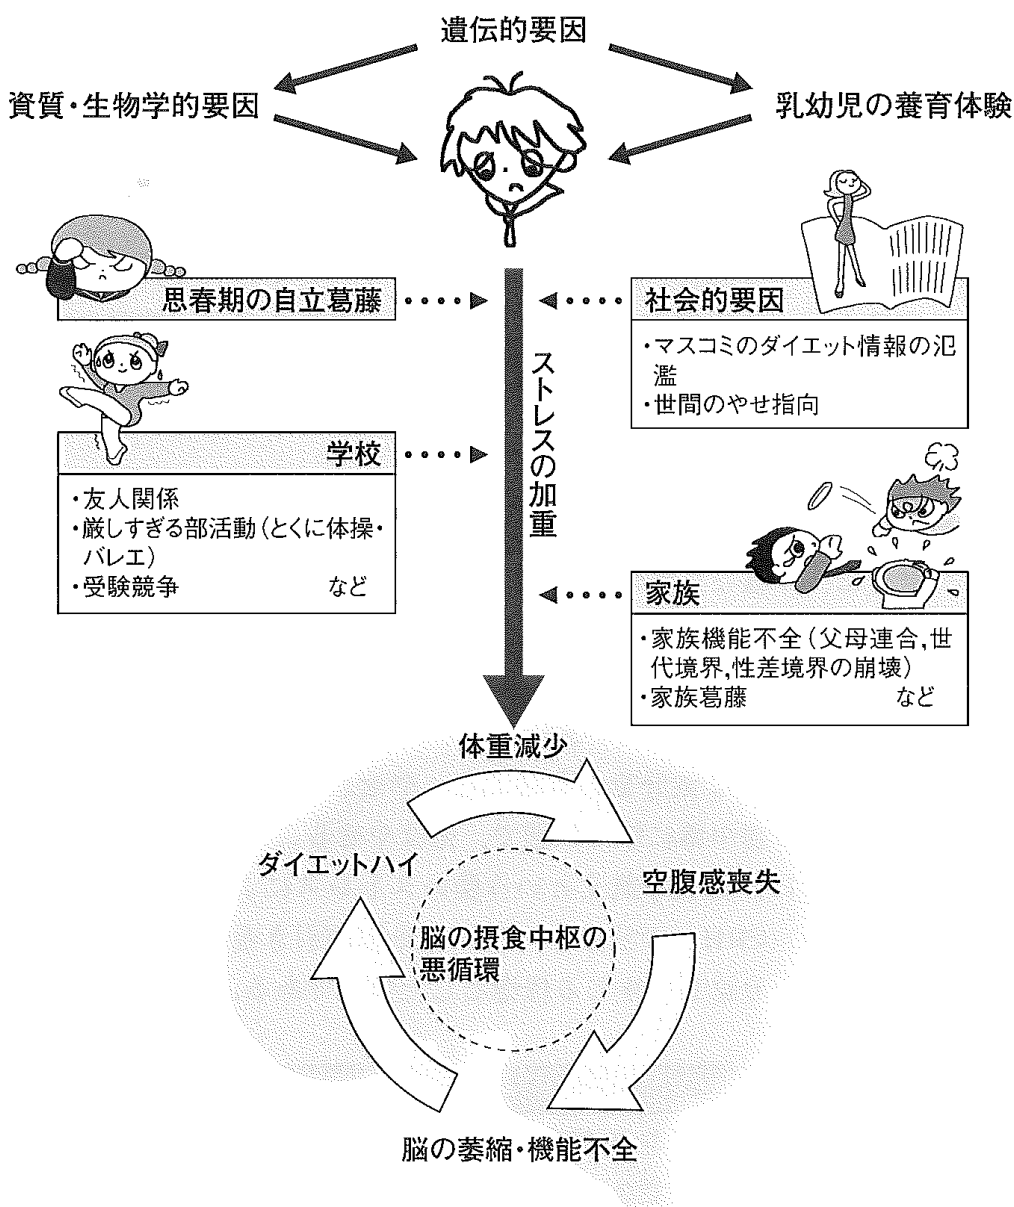 遺伝的要因
資質・生物学的要因
乳幼児の養育体験
思春期の自立葛藤
社会的要因
・マスコミのダイエット情報の氾
濫
・世間のやせ指向
ストレスの加重
学校
・友人関係
・厳しすぎる部活動(とくに体操・
バレエ)
・受験競争 など
家族
・家族機能不全(父母連合,世
代境界,性差境界の崩壊)
・家族葛藤 など
体重減少
ダイエットハイ
空腹感喪失
脳の摂食中枢の
悪循環
脳の萎縮・機能不全